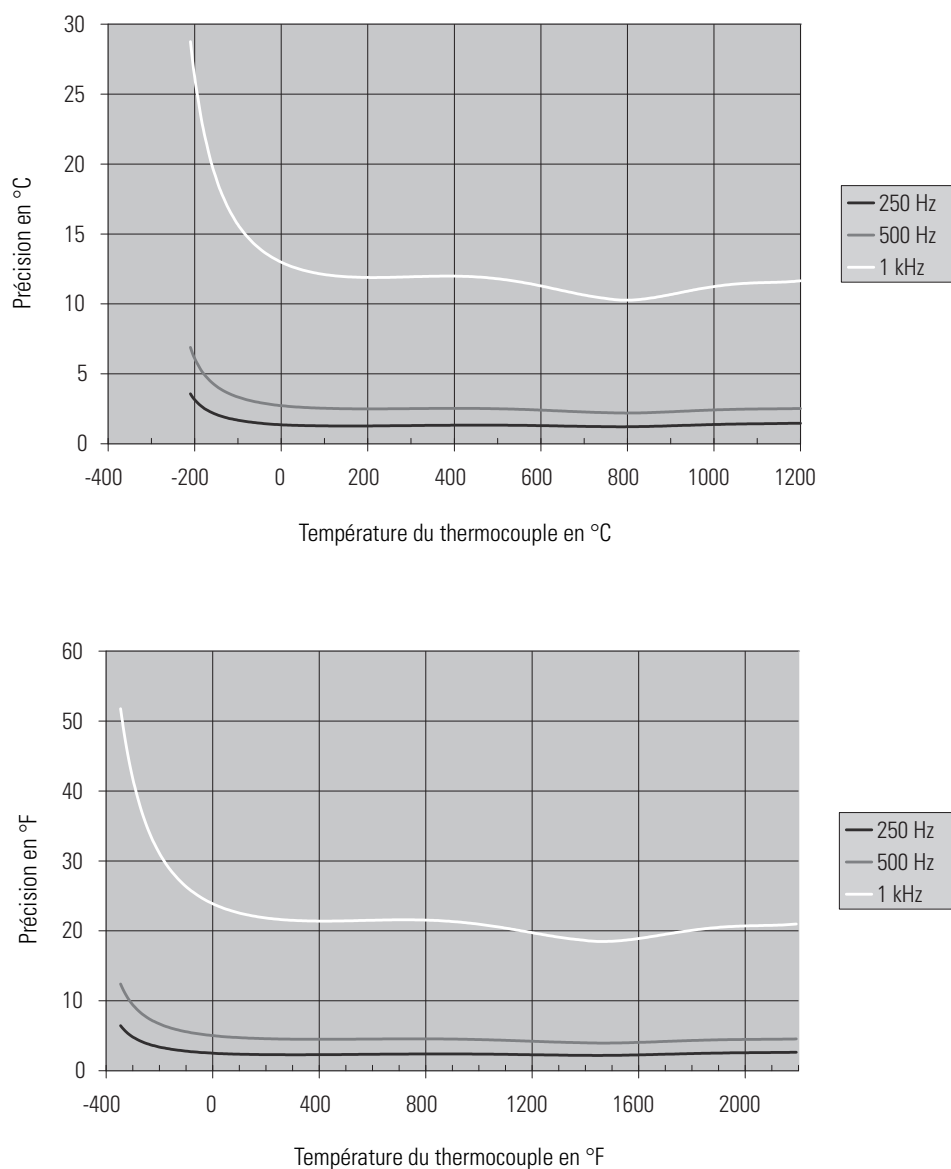 30
25
20
15
10
5
0
Précision en °C
-400 -200 0 200 400 600 800 1000 1200
Température du thermocouple en °C
250 Hz
500 Hz
1 kHz
60
50
40
30
20
10
0
Précision en °F
-400 0 400 800 1200 1600 2000
Température du thermocouple en °F
250 Hz
500 Hz
1 kHz